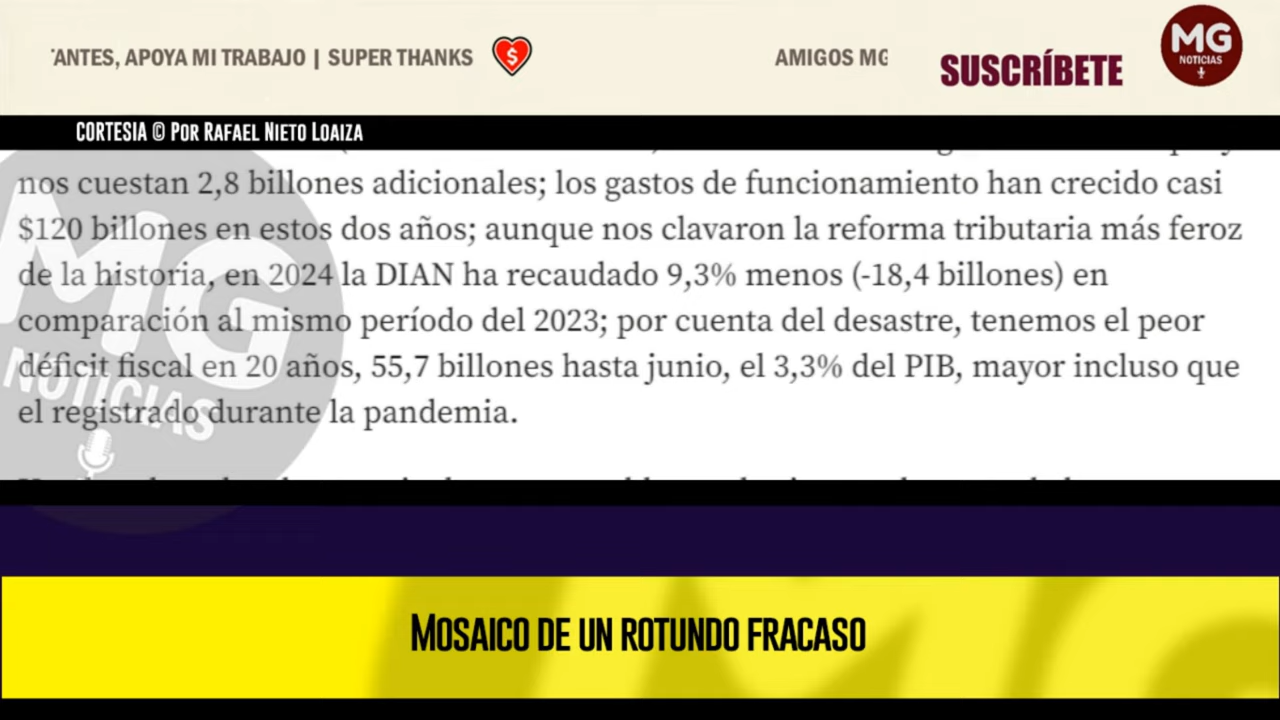 'ANTES, APOYA MI TRABAJO | SUPER THANKS
AMIGOS MG
SUSCRÍBETE
MG
NOTICIAS
CORTESIA © POR RAFAEL NIETO LOAIZA
nos cuestan 2,8 billones adicionales; los gastos de funcionamiento han crecido casi
$120 billones en estos dos años; aunque nos clavaron la reforma tributaria más feroz
de la historia, en 2024 la DIAN ha recaudado 9,3% menos (-18,4 billones) en
comparación al mismo período del 2023; por cuenta del desastre, tenemos el peor
déficit fiscal en 20 años, 55,7 billones hasta junio, el 3,3% del PIB, mayor incluso que
el registrado durante la pandemia.
MG
NOTICIAS
MOSAICO DE UN ROTUNDO FRACASO